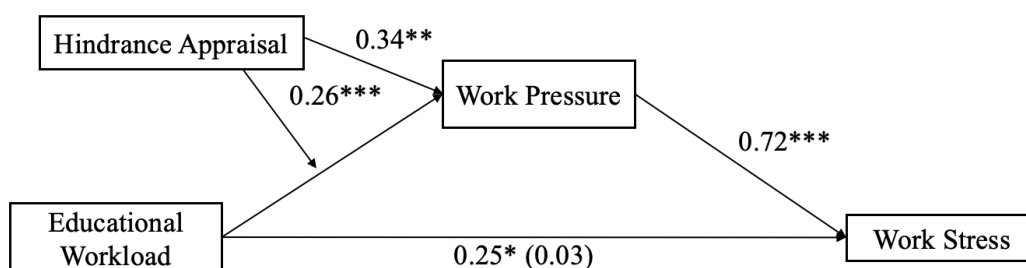 Hindrance Appraisal
0.34**
0.26***
Work Pressure
0.72***
Educational
Workload
0.25* (0.03)
Work Stress